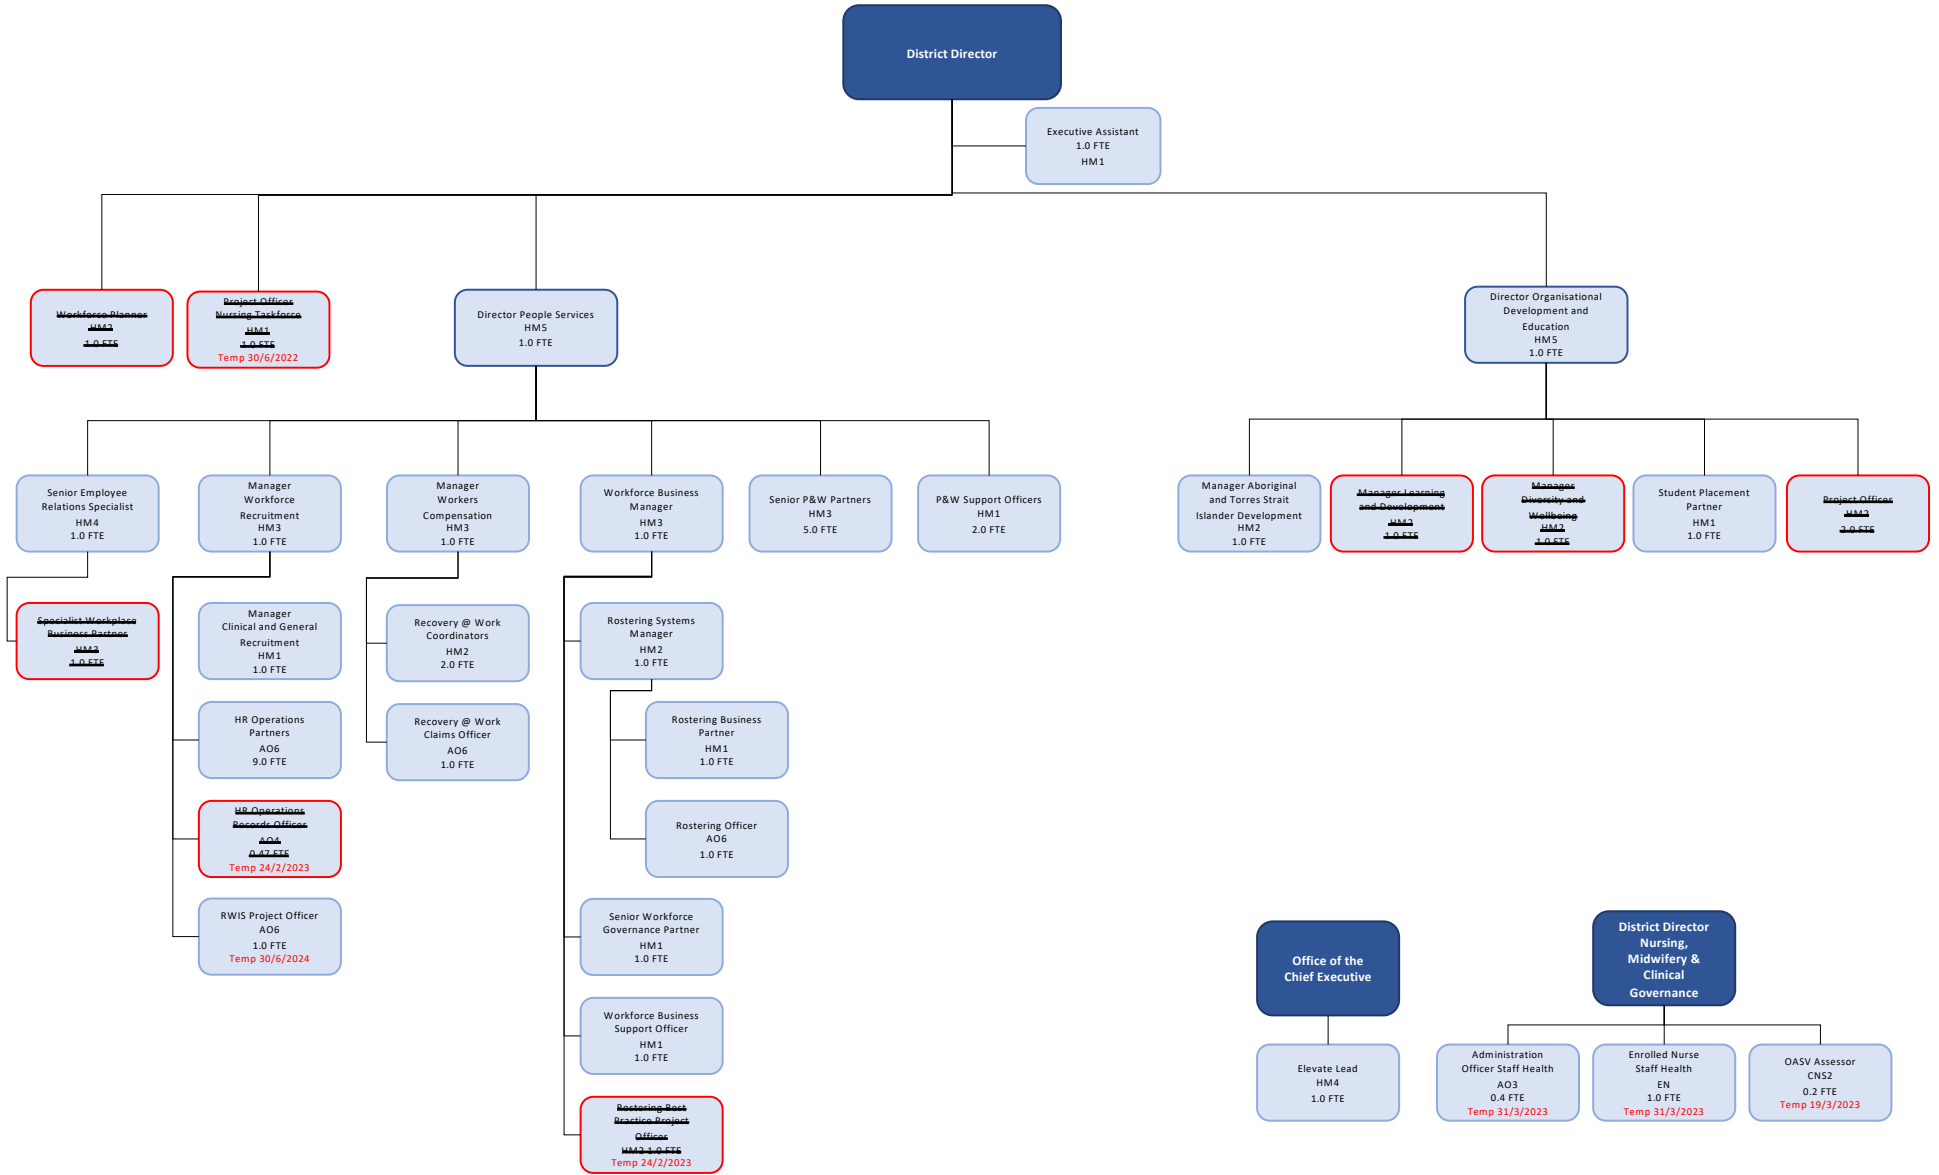 District Director
Executive Assistant
1.0 FTE
HM1
Workforce Planner
HM2
1.0 FTE
Project Officer
Nursing Taskforce
HM1
1.0 FTE
Temp 30/6/2022
Director People Services
HM5
1.0 FTE
Director Organisational
Development and
Education
HM5
1.0 FTE
Senior Employee
Relations Specialist
HM4
1.0 FTE
Manager
Workforce
Recruitment
HM3
1.0 FTE
Manager
Workers
Compensation
HM3
1.0 FTE
Workforce Business
Manager
HM3
1.0 FTE
Senior P&W Partners
HM3
5.0 FTE
P&W Support Officers
HM1
2.0 FTE
Manager Aboriginal
and Torres Strait
Islander Development
HM2
1.0 FTE
Manager Learning
and Development
HM2
1.0 FTE
Manager
Diversity and
Wellbeing
HM2
1.0 FTE
Student Placement
Partner
HM1
1.0 FTE
Project Officer
HM2
2.0 FTE
Specialist Workplace
Business Partner
HM3
1.0 FTE
Manager
Clinical and General
Recruitment
HM1
1.0 FTE
Recovery @ Work
Coordinators
HM2
2.0 FTE
Rostering Systems
Manager
HM2
1.0 FTE
HR Operations
Partners
AO6
9.0 FTE
Recovery @ Work
Claims Officer
AO6
1.0 FTE
Rostering Business
Partner
HM1
1.0 FTE
HR Operations
Records Officer
AO4
0.47 FTE
Temp 24/2/2023
Rostering Officer
AO6
1.0 FTE
RWIS Project Officer
AO6
1.0 FTE
Temp 30/6/2024
Senior Workforce
Governance Partner
HM1
1.0 FTE
Workforce Business
Support Officer
HM1
1.0 FTE
Rostering Best
Practice Project
Officer
HM2 1.0 FTE
Temp 24/2/2023
Office of the
Chief Executive
District Director
Nursing,
Midwifery &
Clinical
Governance
Elevate Lead
HM4
1.0 FTE
Administration
Officer Staff Health
AO3
0.4 FTE
Temp 31/3/2023
Enrolled Nurse
Staff Health
EN
1.0 FTE
Temp 31/3/2023
OASV Assessor
CNS2
0.2 FTE
Temp 19/3/2023